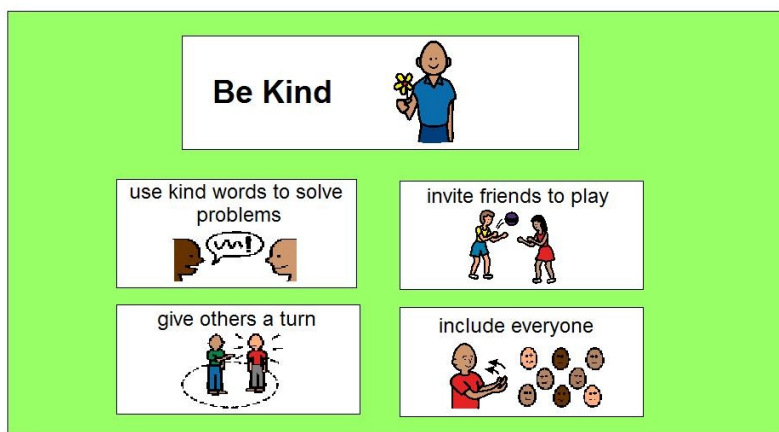 Be Kind
use kind words to solve
problems
invite friends to play
give others a turn
include everyone